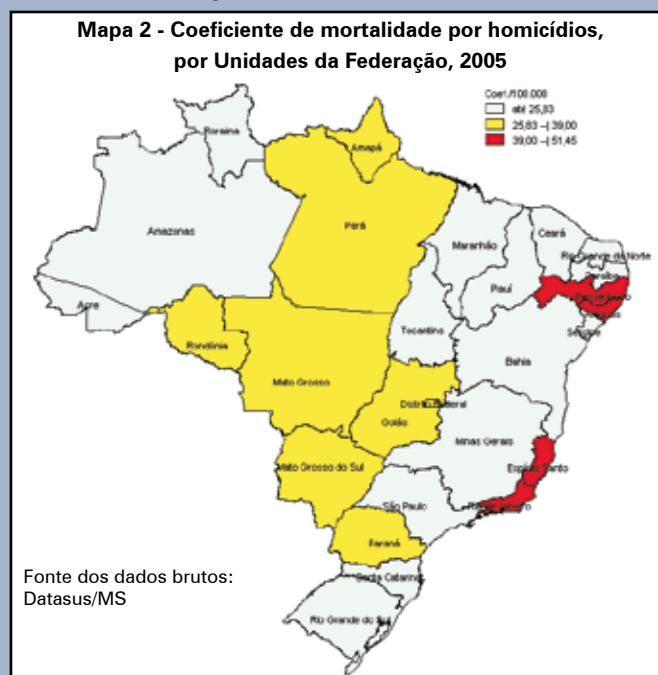 Mapa 2 - Coeficiente de mortalidade por homicídios,
por Unidades da Federação, 2005
Coef./100.000
até 25,83
25,83 --| 39,00
39,00 --| 51,45
Roraima
Amapá
Amazonas
Pará
Maranhão
Ceará
Rio Grande do Norte
Paraíba
Piauí
Pernambuco
Acre
Tocantins
Sergipe
Rondônia
Bahia
Mato Grosso
Distrito Federal
Goiás
Minas Gerais
Mato Grosso do Sul
Espírito Santo
São Paulo
Rio de Janeiro
Paraná
Santa Catarina
Rio Grande do Sul
Fonte dos dados brutos:
Datasus/MS